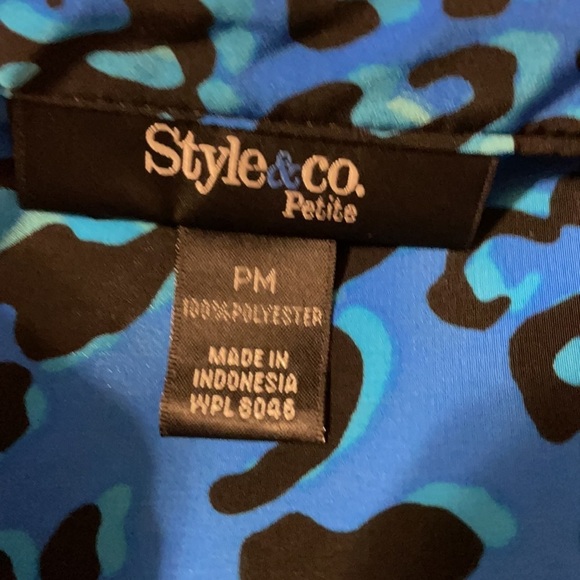 Style&co.
Petite
PM
100% POLYESTER
MADE IN
INDONESIA
WPL 8046